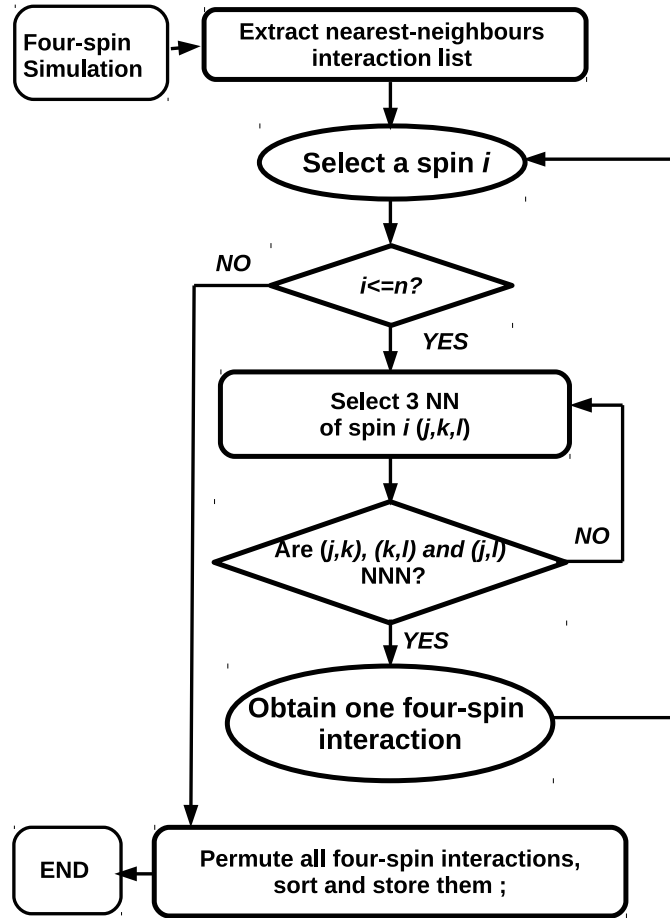 Four-spin
Simulation
Extract nearest-neighbours
interaction list
Select a spin i
i<=n?
NO
YES
Select 3 NN
of spin i (j,k,l)
Are (j,k), (k,l) and (j,l)
NNN?
NO
YES
Obtain one four-spin
interaction
Permute all four-spin interactions,
sort and store them ;
END